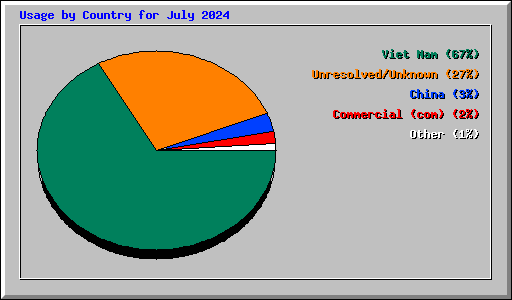 Usage by Country for July 2024
Viet Nam (67%)
Unresolved/Unknown (27%)
China (3%)
Commercial (com) (2%)
Other (1%)